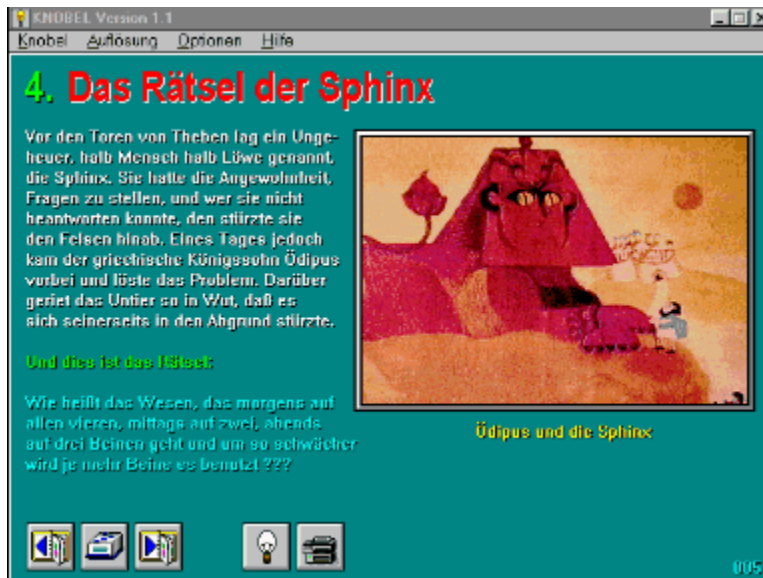 KNOBEL Version 1.1
Knobel Auflösung Optionen Hilfe
4. Das Rätsel der Sphinx
Vor den Toren von Theben lag ein Unge-
heuer, halb Mensch halb Löwe genannt,
die Sphinx. Sie hatte die Angewohnheit,
Fragen zu stellen, und wer sie nicht
beantworten konnte, den stürzte sie
den Felsen hinab. Eines Tages jedoch
kam der griechische Königssohn Ödipus
vorbei und löste das Problem. Darüber
geriet das Untier so in Wut, daß es
sich seinerseits in den Abgrund stürzte.
Und dies ist das Rätsel:
Wie heißt das Wesen, das morgens auf
allen vieren, mittags auf zwei, abends
auf drei Beinen geht und um so schwächer
wird je mehr Beine es benutzt ???
Ödipus und die Sphinx
005